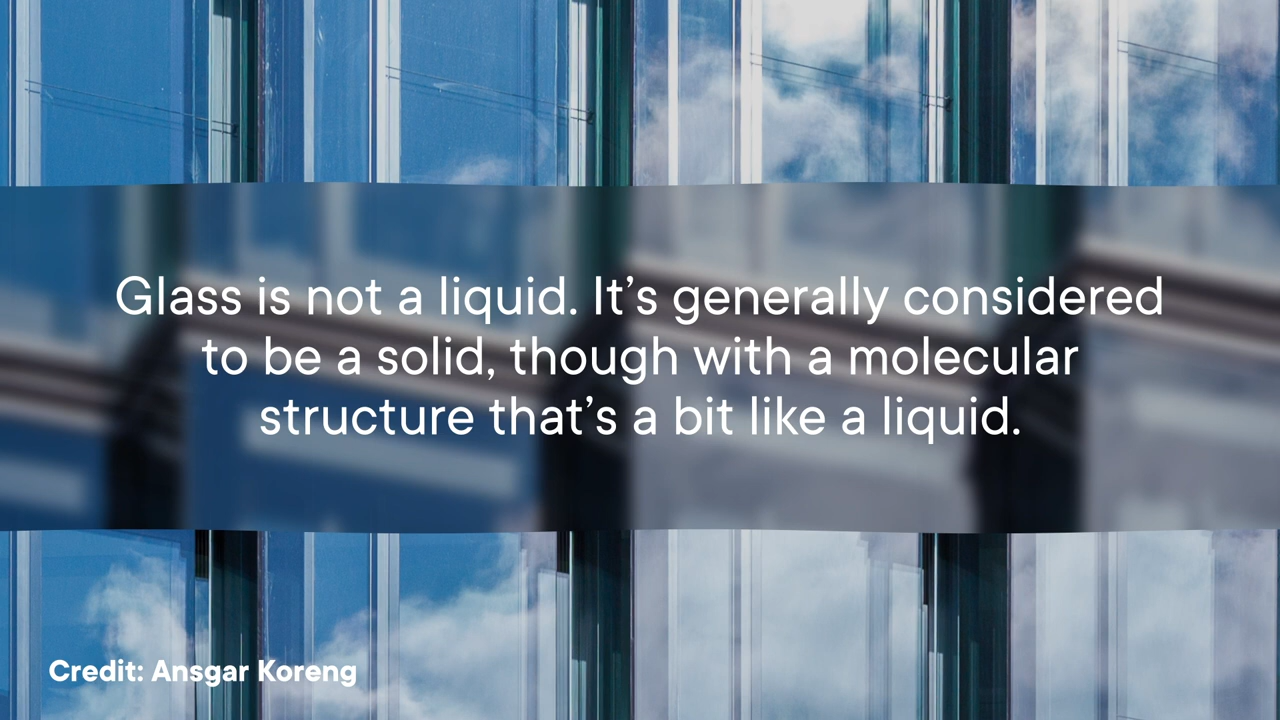 Glass is not a liquid. It’s generally considered
to be a solid, though with a molecular
structure that’s a bit like a liquid.
Credit: Ansgar Koreng